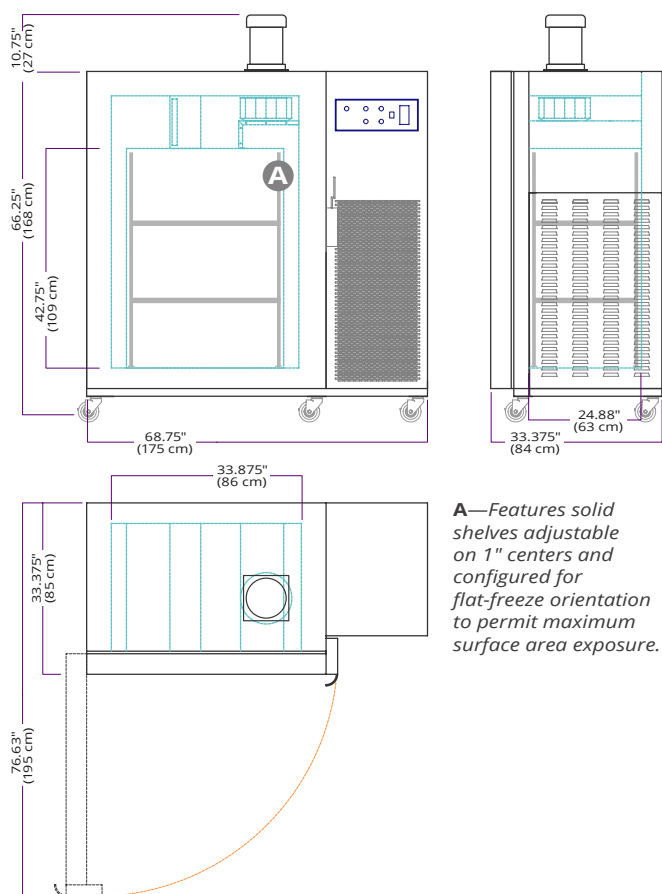 10.75"
(27 cm)
66.25"
(168 cm)
42.75"
(109 cm)
A
68.75"
(175 cm)
24.88"
(63 cm)
33.375"
(84 cm)
33.875"
(86 cm)
33.375"
(85 cm)
76.63"
(195 cm)
A—Features solid
shelves adjustable
on 1" centers and
configured for
flat-freeze orientation
to permit maximum
surface area exposure.